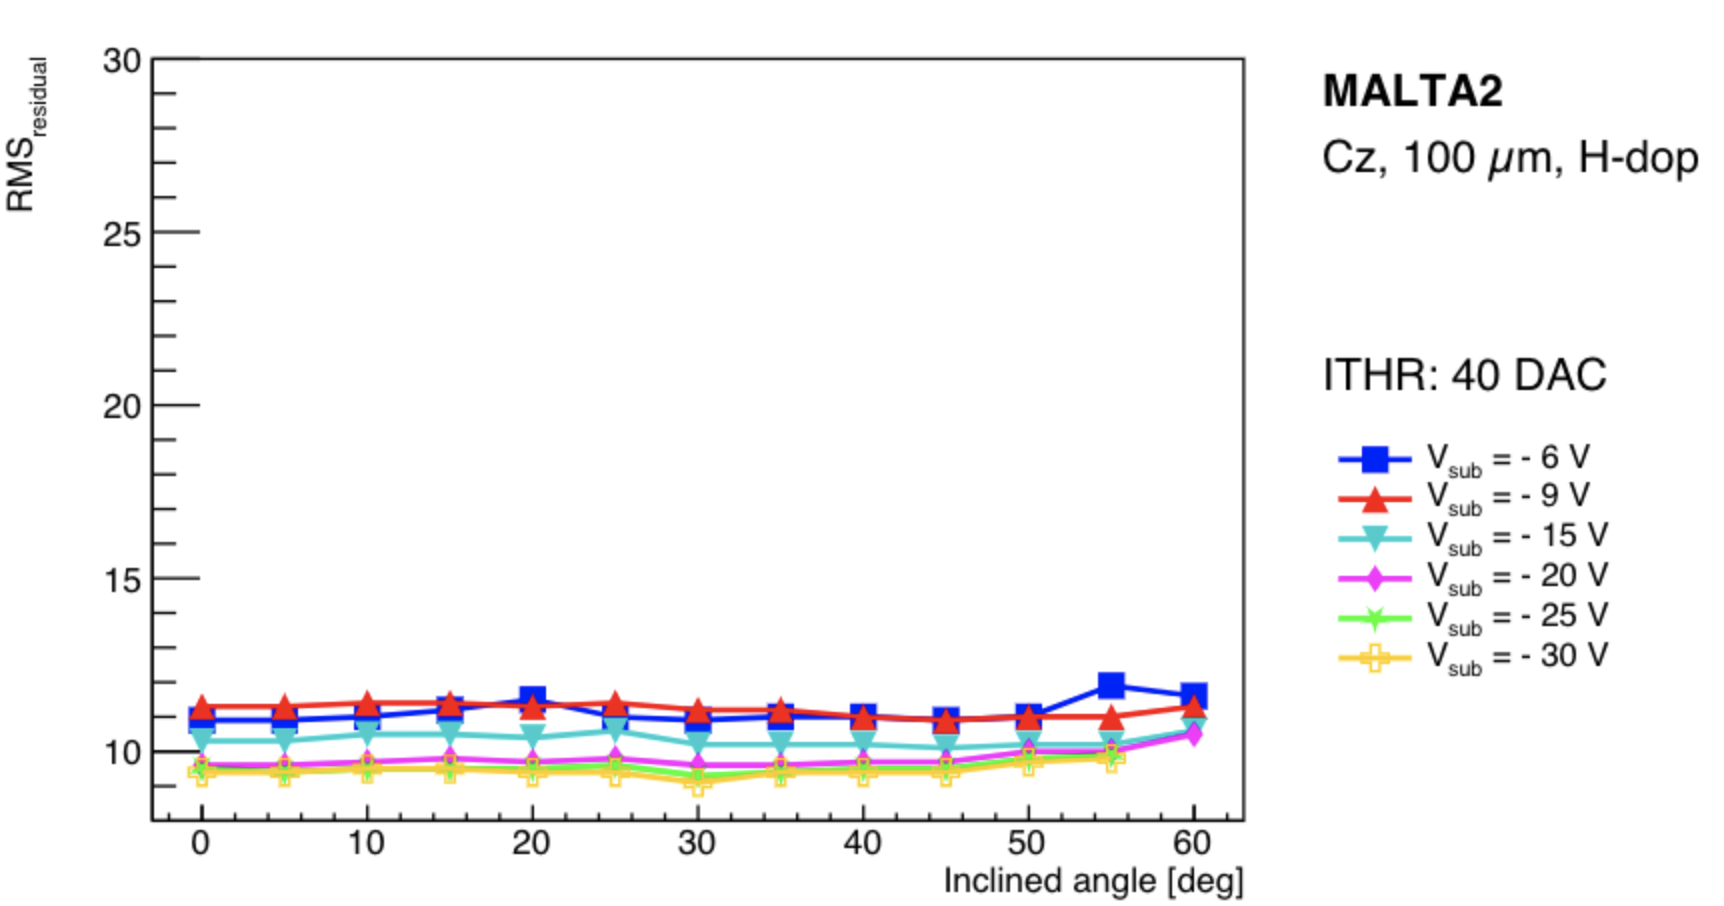 RMSresidual
30
25
20
15
10
0 10 20 30 40 50 60
Inclined angle [deg]
MALTA2
Cz, 100 µm, H-dop
ITHR: 40 DAC
Vsub = - 6 V
Vsub = - 9 V
Vsub = - 15 V
Vsub = - 20 V
Vsub = - 25 V
Vsub = - 30 V